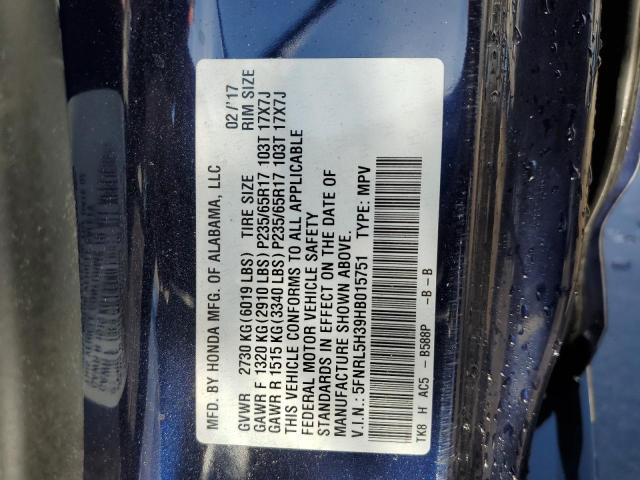 MFD. BY HONDA MFG. OF ALABAMA, LLC 02/'17
GVWR 2730 KG(6019 LBS) TIRE SIZE RIM SIZE
GAWR F 1320 KG(2910 LBS) P235/65R17 103T 17X7J
GAWR R 1515 KG(3340 LBS) P235/65R17 103T 17X7J
THIS VEHICLE CONFORMS TO ALL APPLICABLE
FEDERAL MOTOR VEHICLE SAFETY
STANDARDS IN EFFECT ON THE DATE OF
MANUFACTURE SHOWN ABOVE.
V.I.N.: 5FNRL5H39HB015751 TYPE: MPV
TK8 H AC5 - B588P -B -B